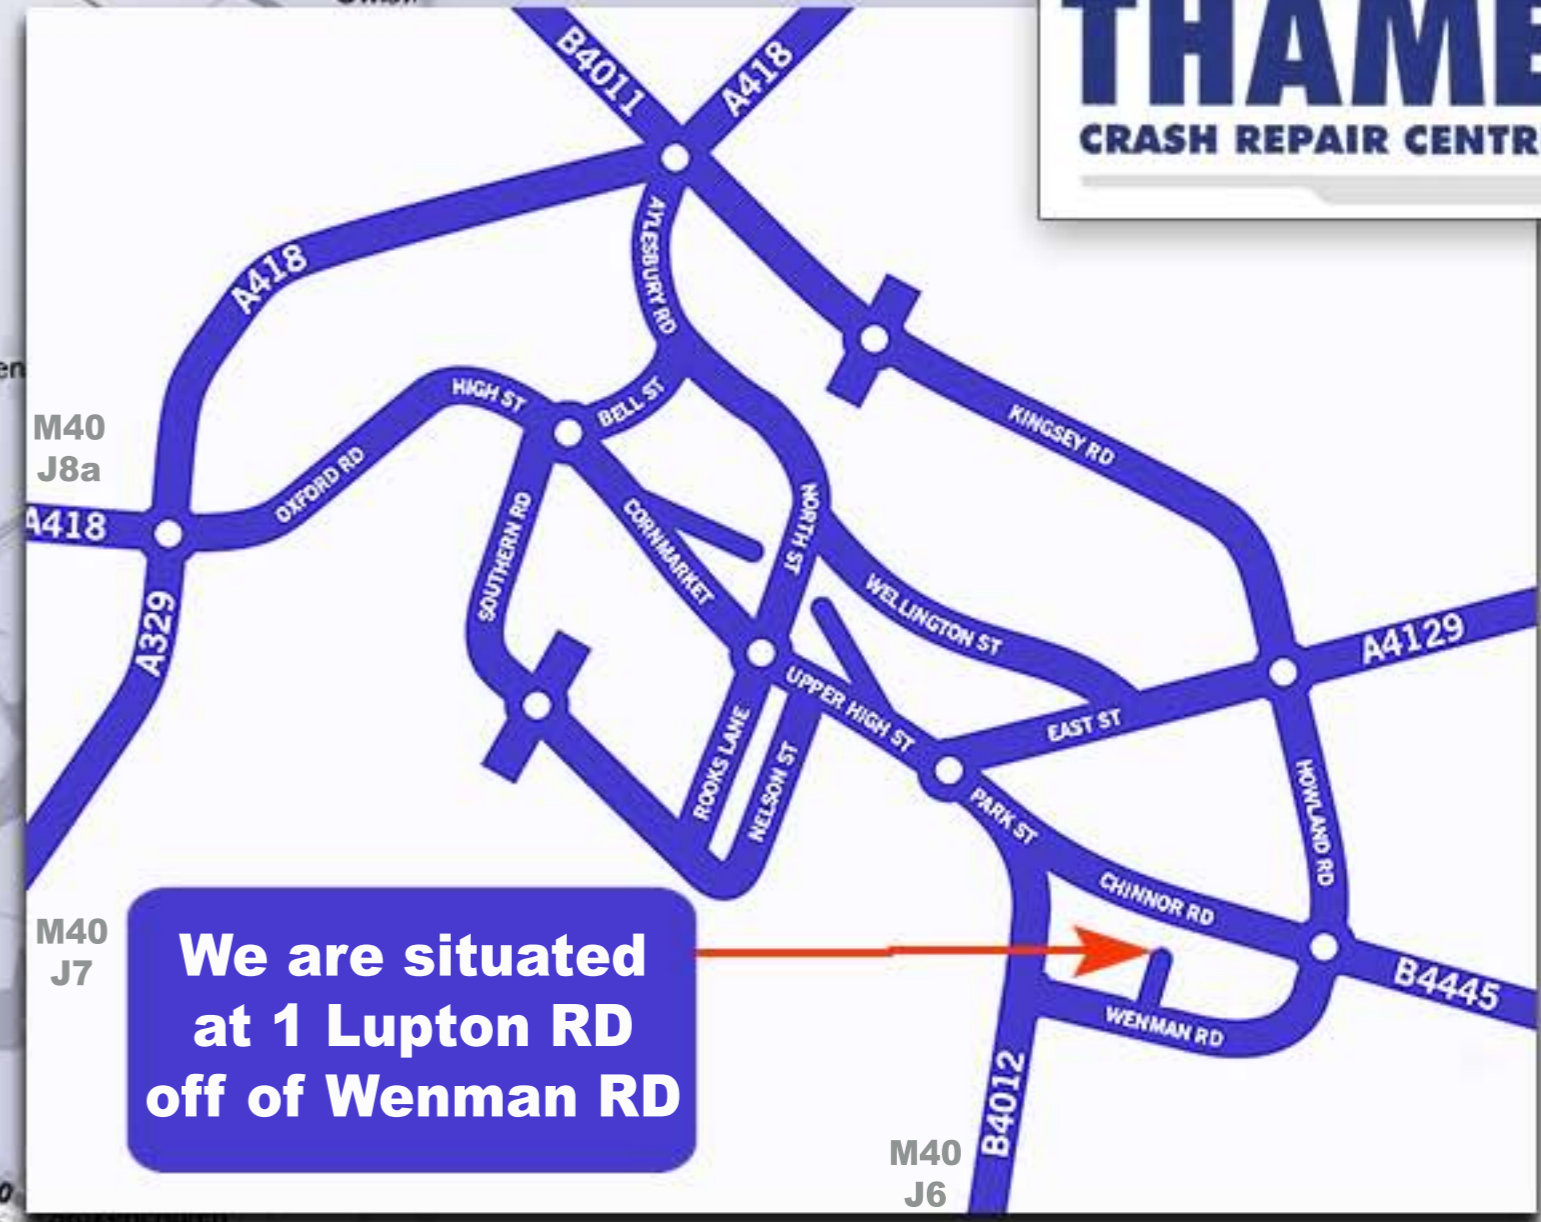 THAME
CRASH REPAIR CENTR
B4011
A418
A418
AYLESBURY RD
HIGH ST
BELL ST
KINGSEY RD
M40
J8a
A418
OXFORD RD
SOUTHERN RD
CORNMARKET
NORTH ST
WELLINGTON ST
A329
A4129
UPPER HIGH ST
EAST ST
ROOKS LANE
NELSON ST
PARK ST
HOWLAND RD
CHINNOR RD
M40
J7
We are situated
at 1 Lupton RD
off of Wenman RD
B4445
WENMAN RD
B4012
M40
J6